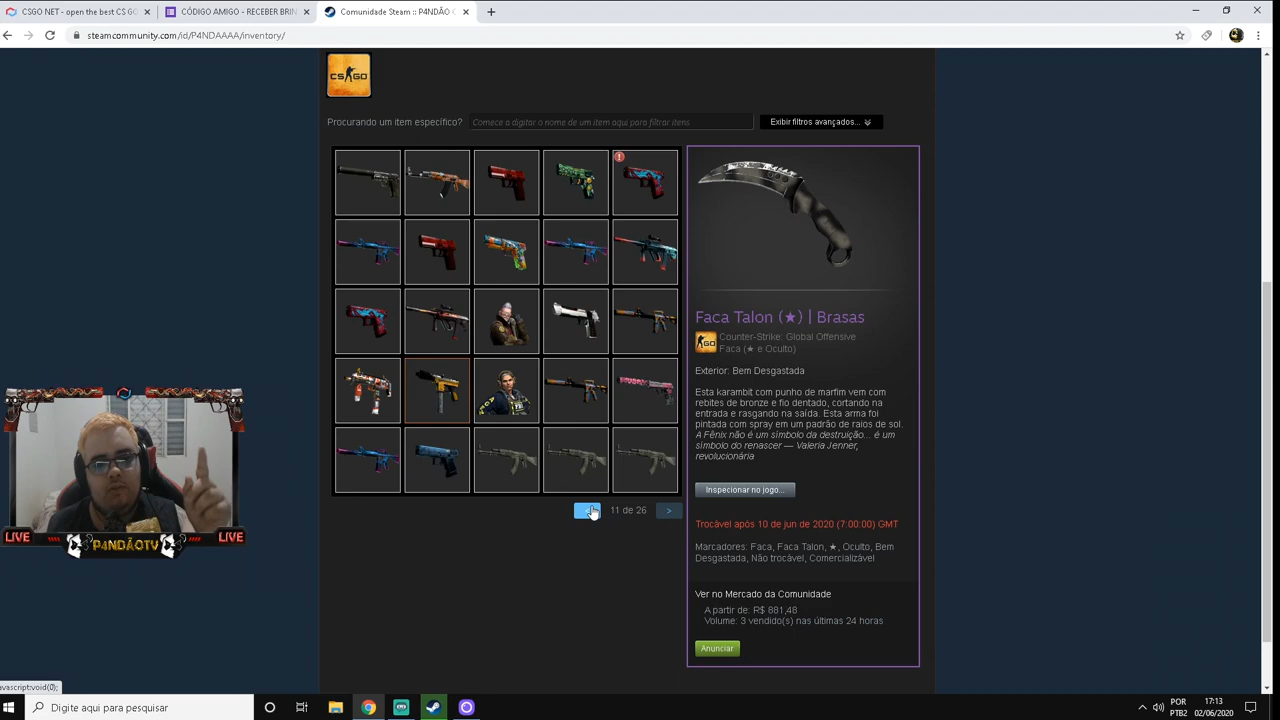 CSGO NET - open the best CS GO
CÓDIGO AMIGO - RECEBER BRIN
Comunidade Steam :: P4NDÃO C
steamcommunity.com/id/P4NDAAAA/inventory/
CS GO
Procurando um item específico?
Comece a digitar o nome de um item aqui para filtrar itens
Exibir filtros avançados...
Faca Talon (★) | Brasas
Counter-Strike: Global Offensive
Faca (★ e Oculto)
Exterior: Bem Desgastada
Esta karambit com punho de marfim vem com
rebites de bronze e fio dentado, cortando na
entrada e rasgando na saída. Esta arma foi
pintada com spray em um padrão de raios de sol.
A Fênix não é um símbolo da destruição... é um
símbolo do renascer — Valeria Jenner,
revolucionária
Inspecionar no jogo...
< 11 de 26 >
Trocável após 10 de jun de 2020 (7:00:00) GMT
Marcadores: Faca, Faca Talon, ★, Oculto, Bem
Desgastada, Não trocável, Comercializável
Ver no Mercado da Comunidade
A partir de: R$ 881,48
Volume: 3 vendido(s) nas últimas 24 horas
Anunciar
LIVE
P4NDÃOTV
LIVE
avascript:void(0);
Digite aqui para pesquisar
POR
PTB2
17:13
02/06/2020